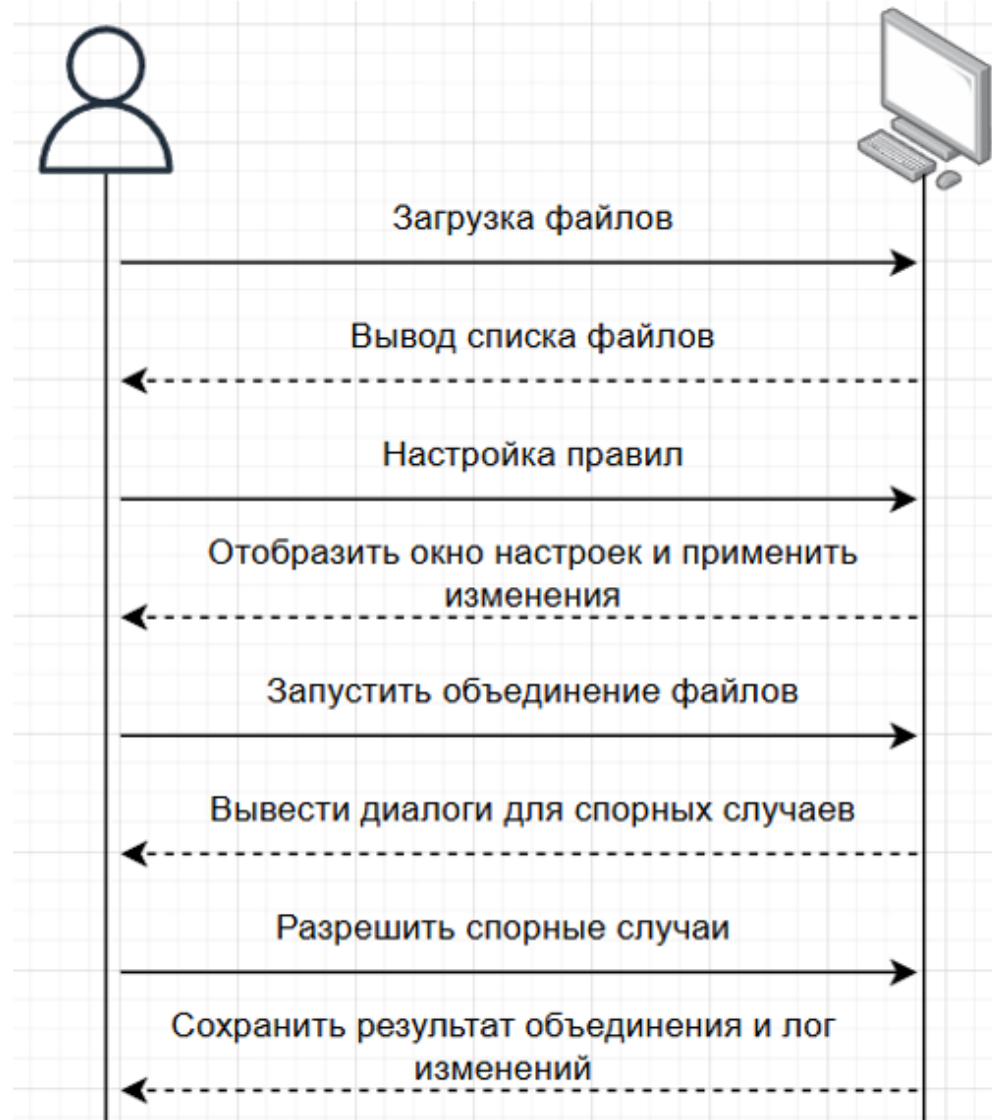 Загрузка файлов
Вывод списка файлов
Настройка правил
Отобразить окно настроек и применить
изменения
Запустить объединение файлов
Вывести диалоги для спорных случаев
Разрешить спорные случаи
Сохранить результат объединения и лог
изменений